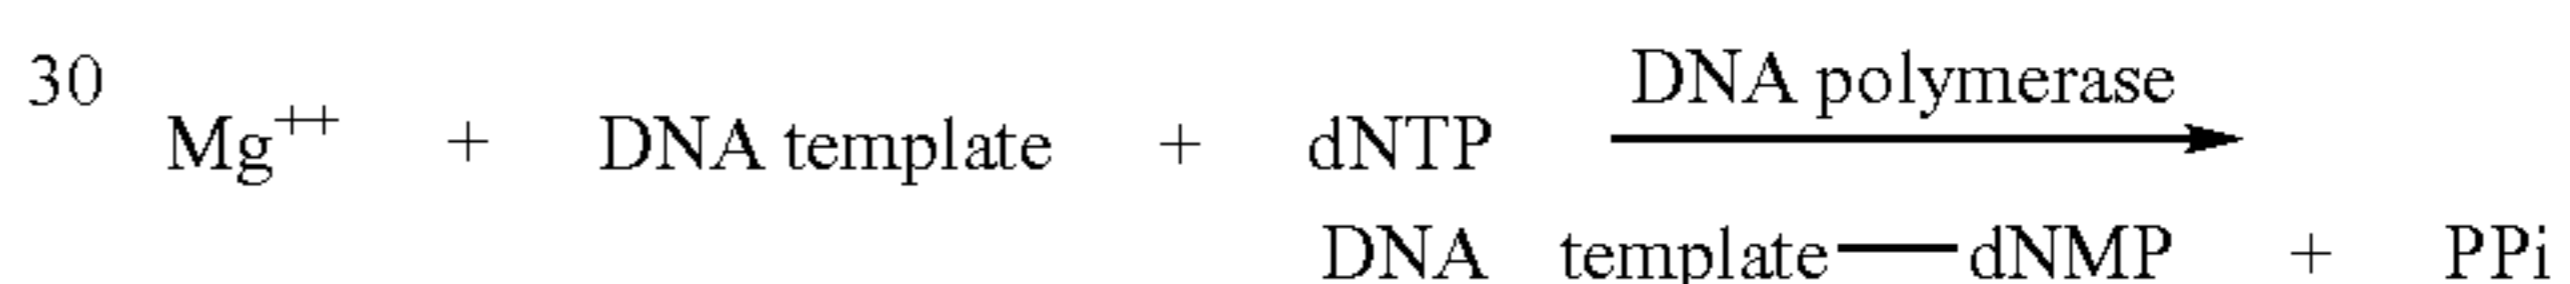 30
DNA polymerase
Mg⁺⁺ + DNA template + dNTP
DNA template—dNMP + PPi